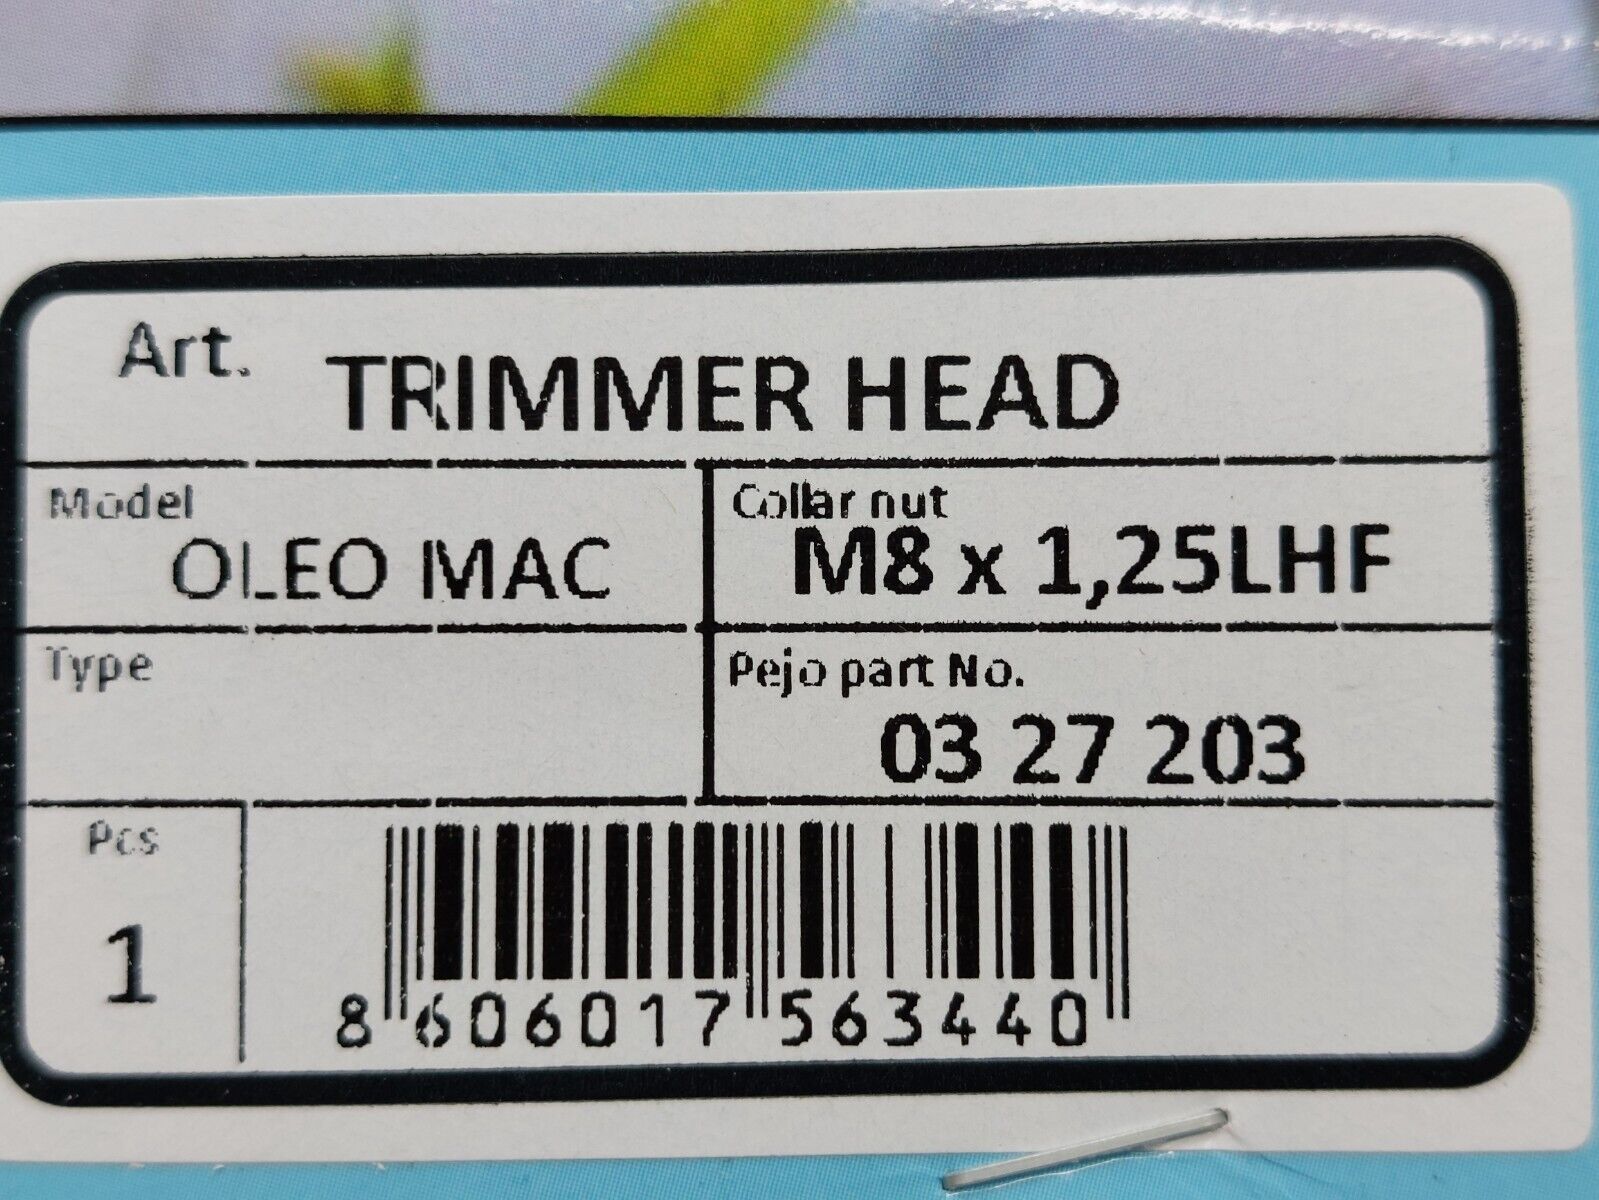 Art. TRIMMER HEAD
Model
OLEO MAC
Collar nut
M8 x 1,25LHF
Type
Pejo part No.
03 27 203
Pcs
1
8 606017 563440